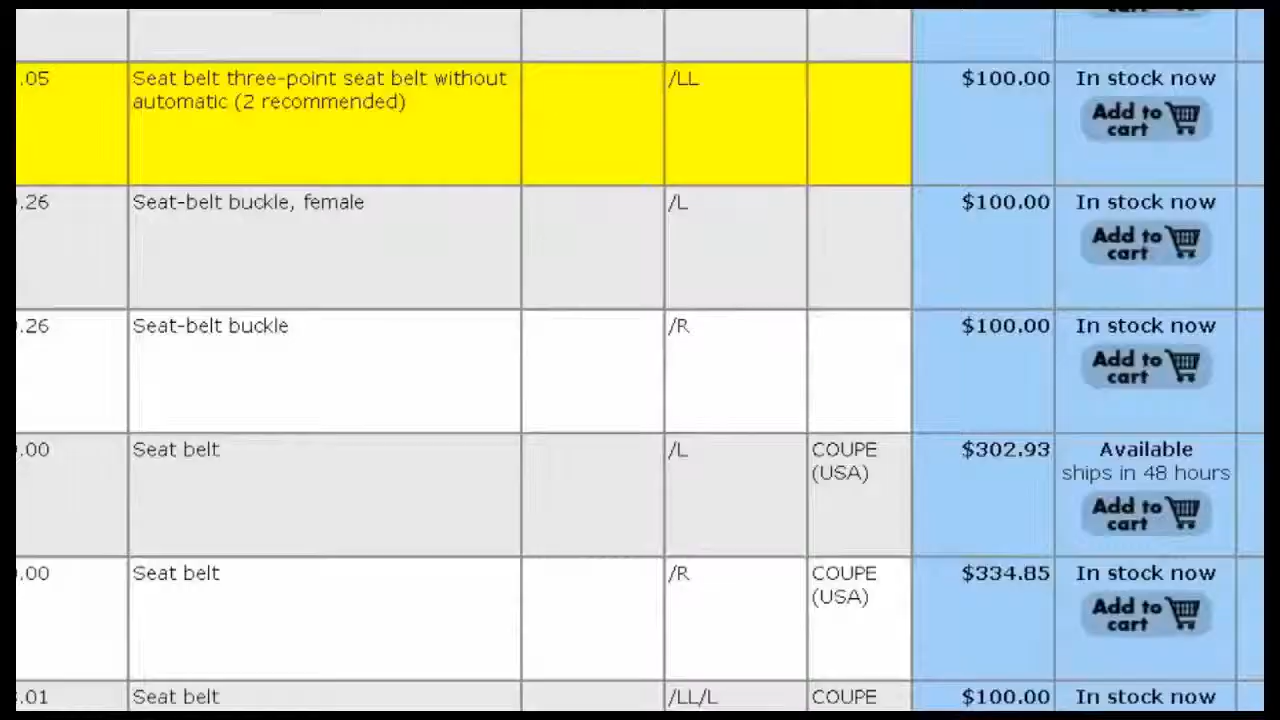 .05 Seat belt three-point seat belt without /LL $100.00 In stock now
automatic (2 recommended)
Add to
cart
.26 Seat-belt buckle, female /L $100.00 In stock now
Add to
cart
.26 Seat-belt buckle /R $100.00 In stock now
Add to
cart
.00 Seat belt /L COUPE $302.93 Available
(USA) ships in 48 hours
Add to
cart
.00 Seat belt /R COUPE $334.85 In stock now
(USA)
Add to
cart
.01 Seat belt /LL/L COUPE $100.00 In stock now